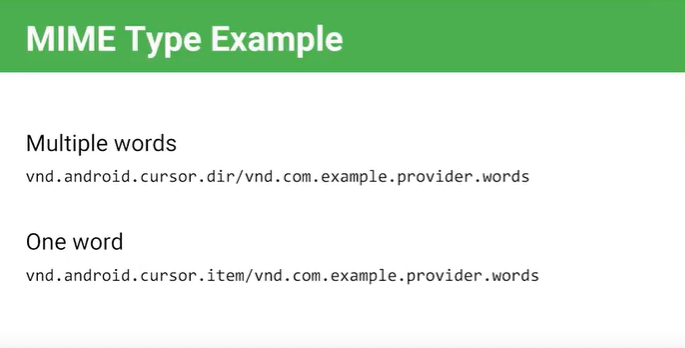 MIME Type Example
Multiple words
vnd.android.cursor.dir/vnd.com.example.provider.words
One word
vnd.android.cursor.item/vnd.com.example.provider.words